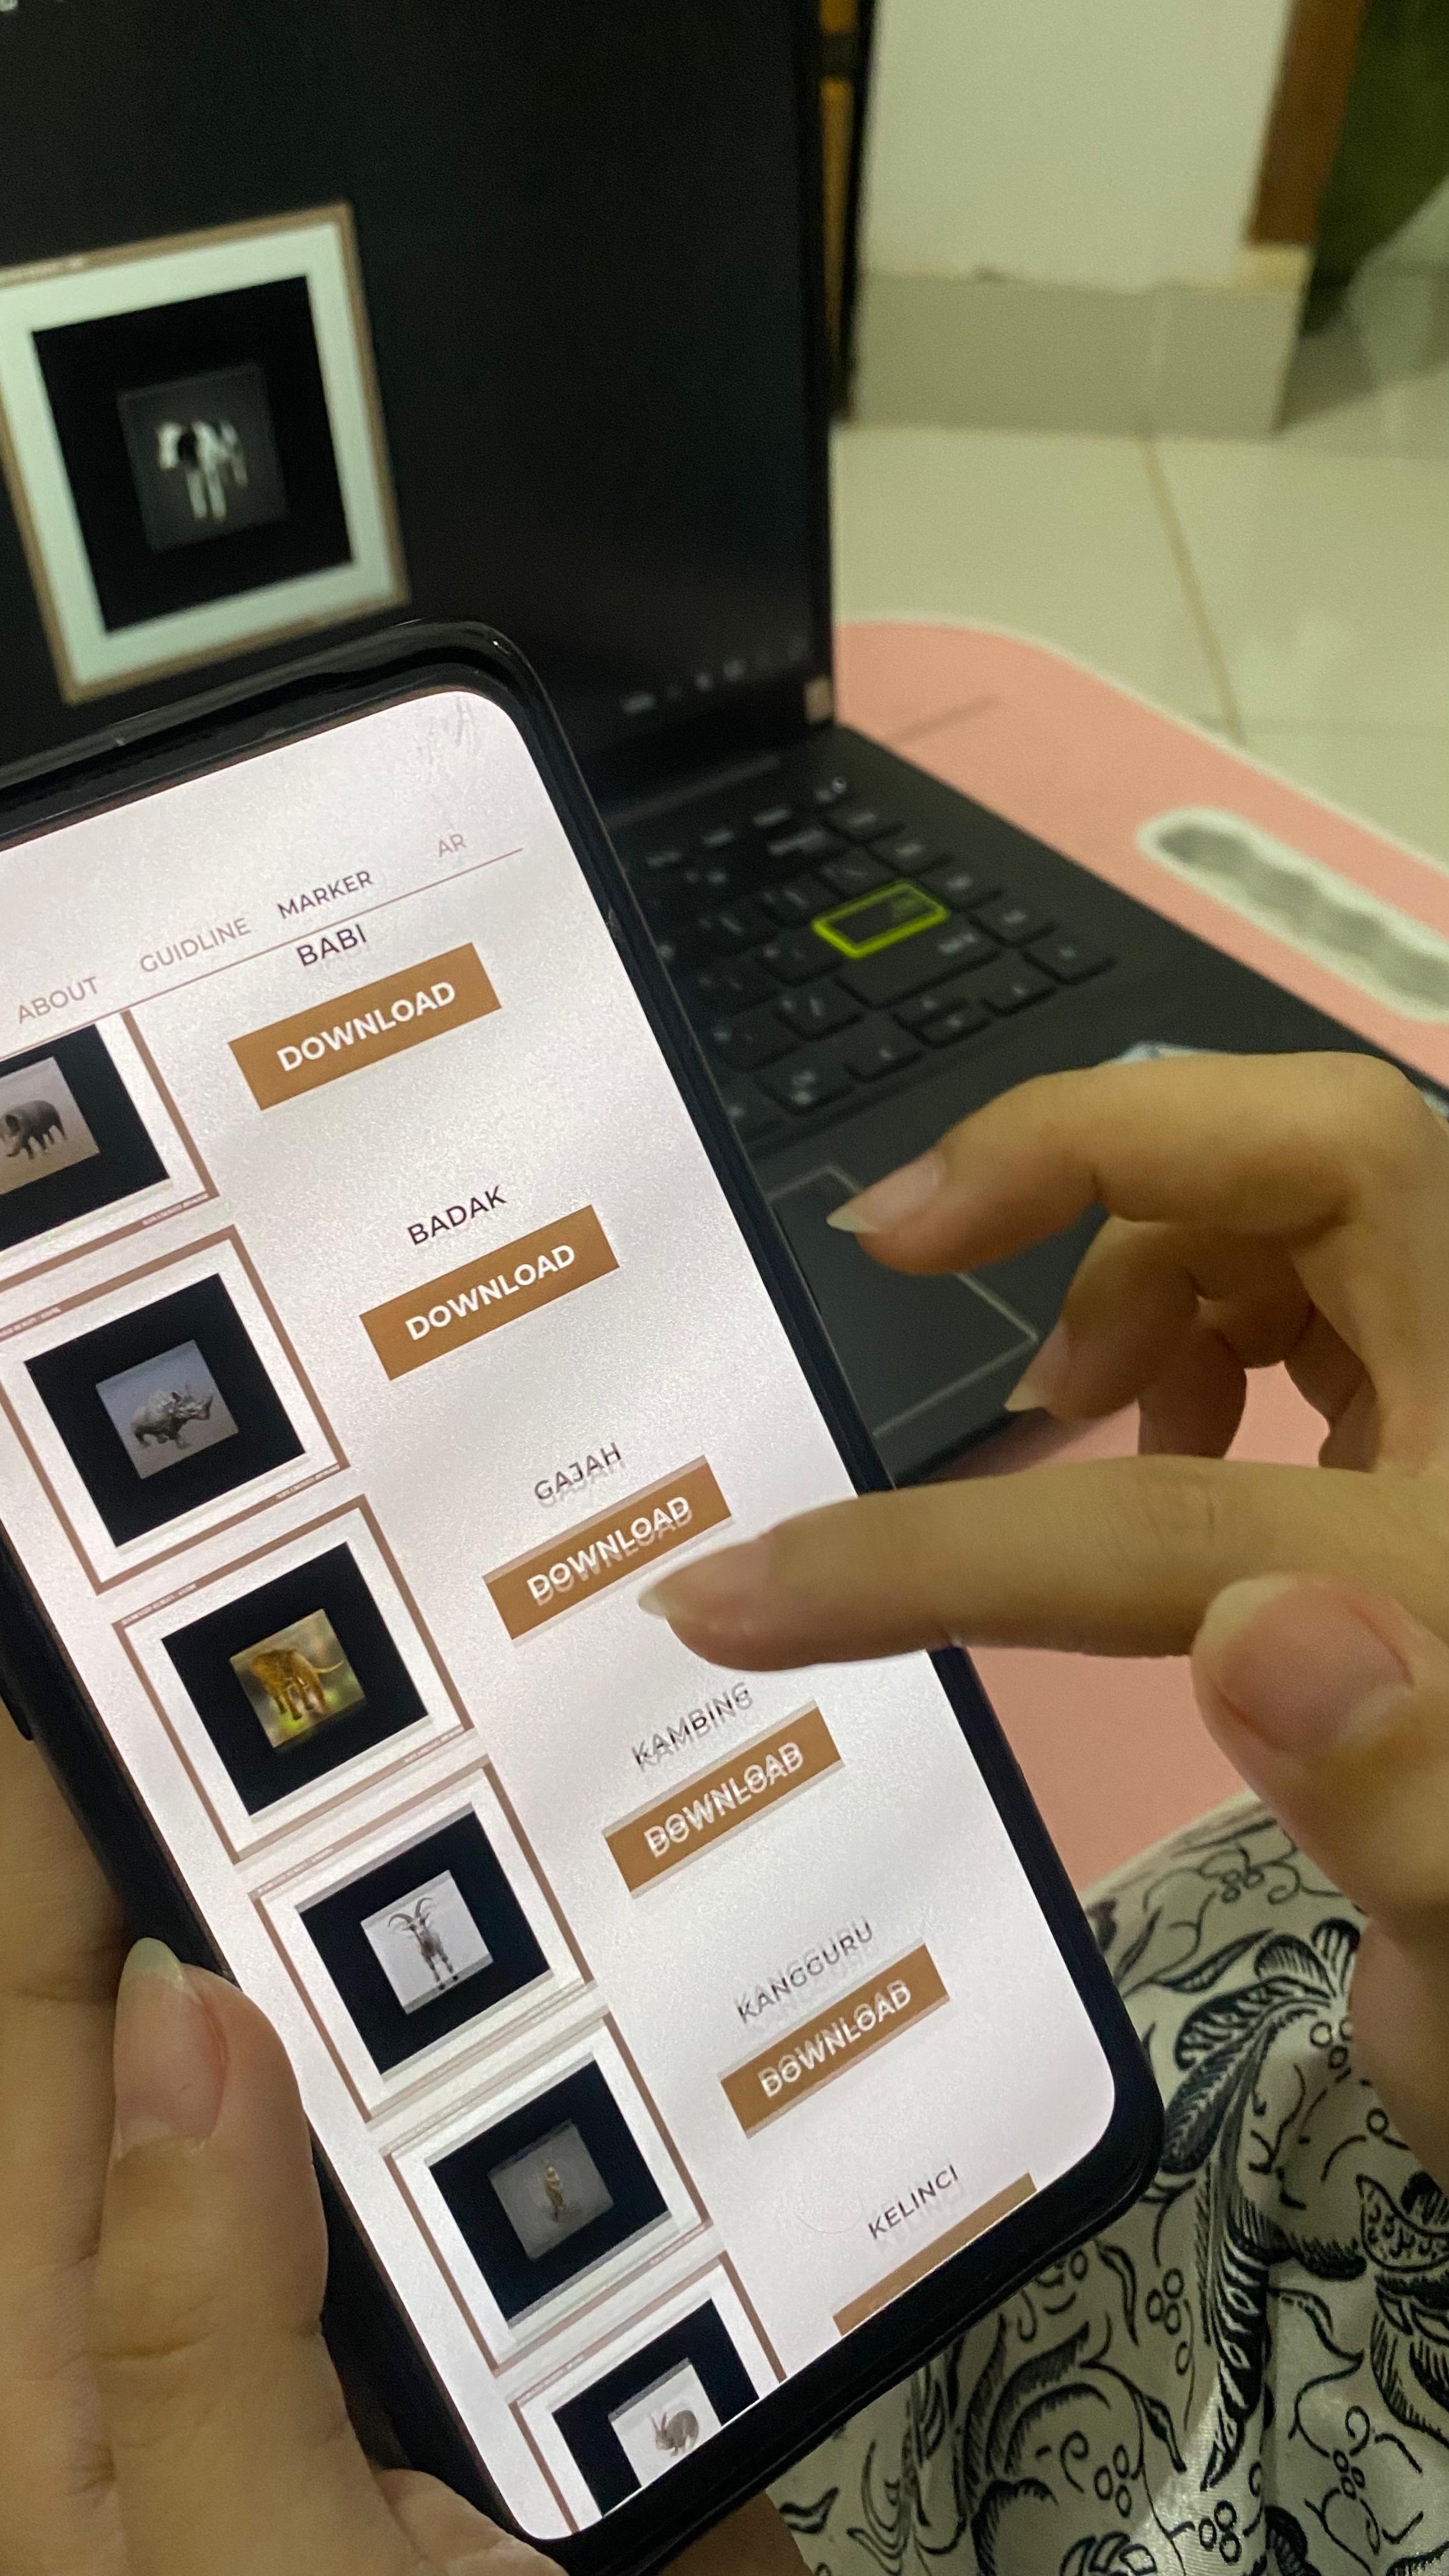 ABOUT
GUIDLINE
MARKER
AR
BABI
DOWNLOAD
BADAK
DOWNLOAD
GAJAH
DOWNLOAD
KAMBING
DOWNLOAD
KANGGURU
DOWNLOAD
KELINCI